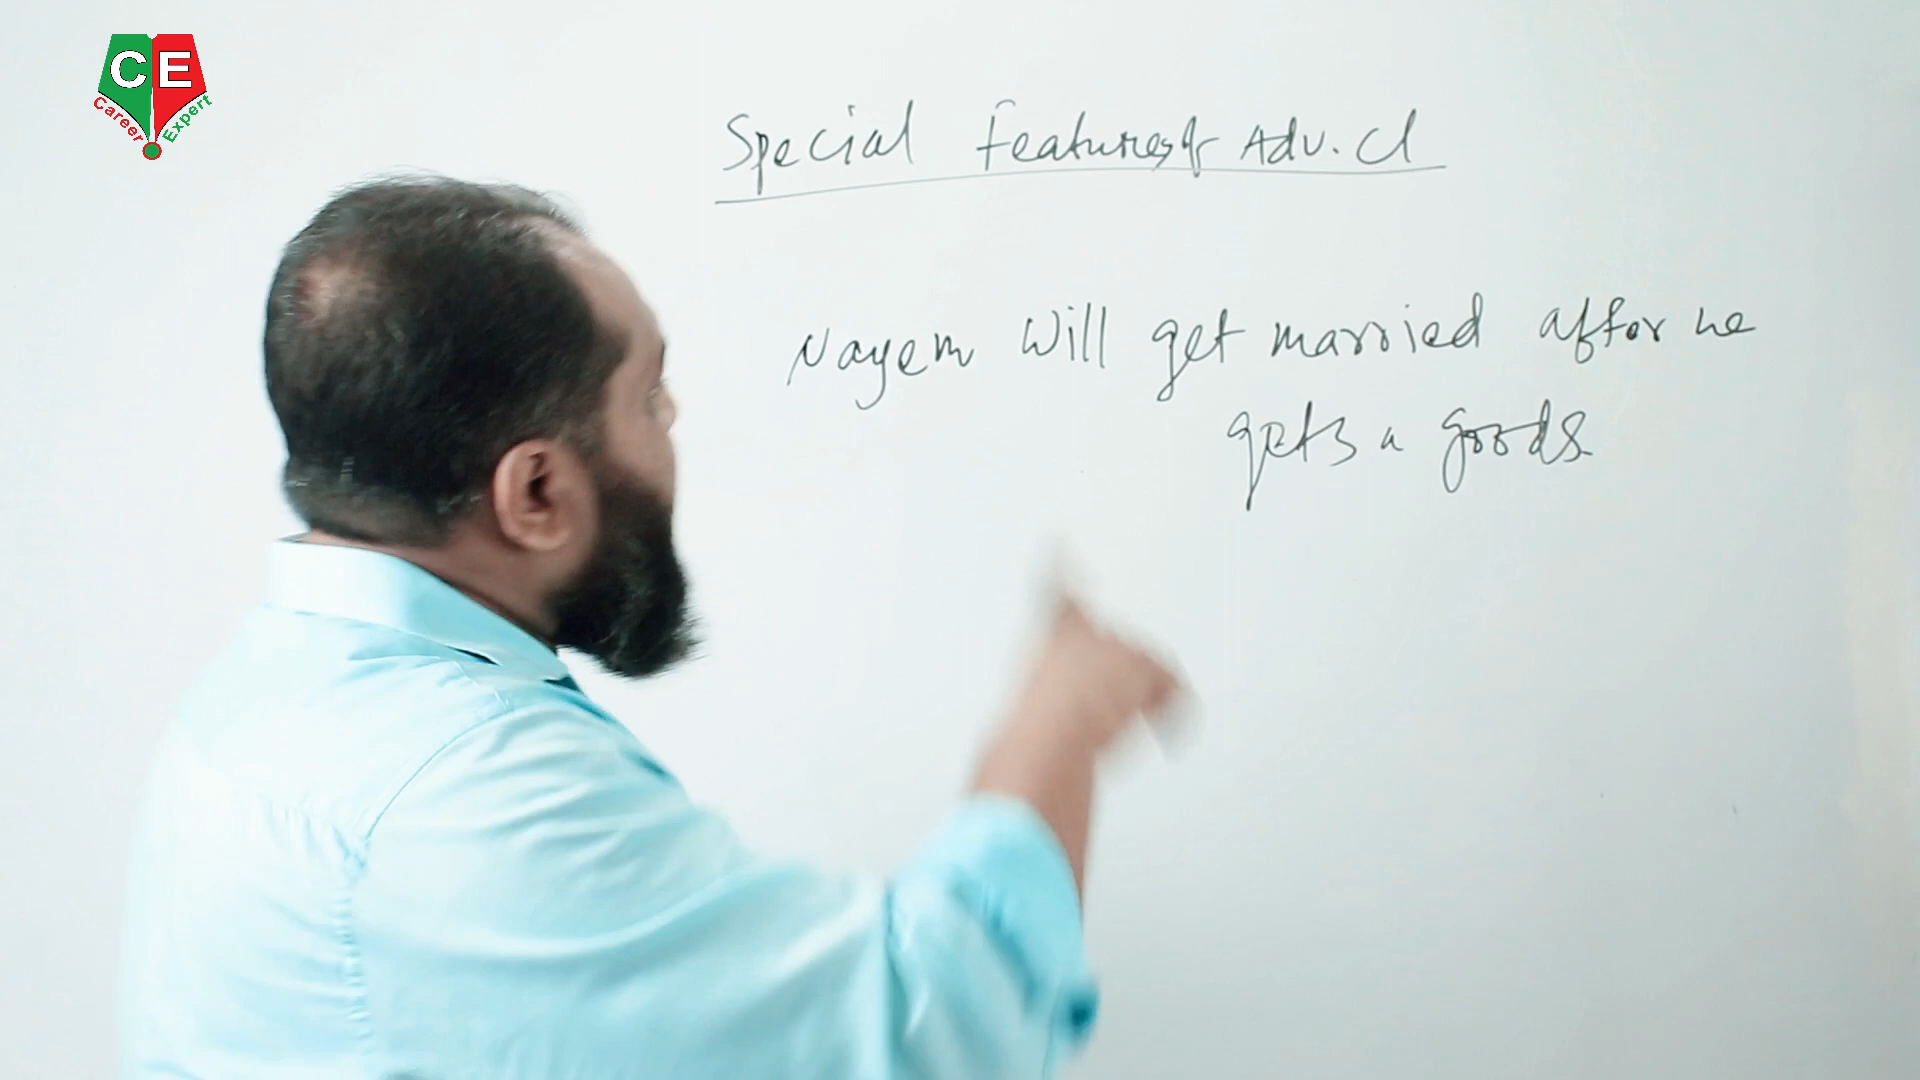 CE
Career Expert
Special Features of Adv. Cl
Nayem will get married after he
gets a goods